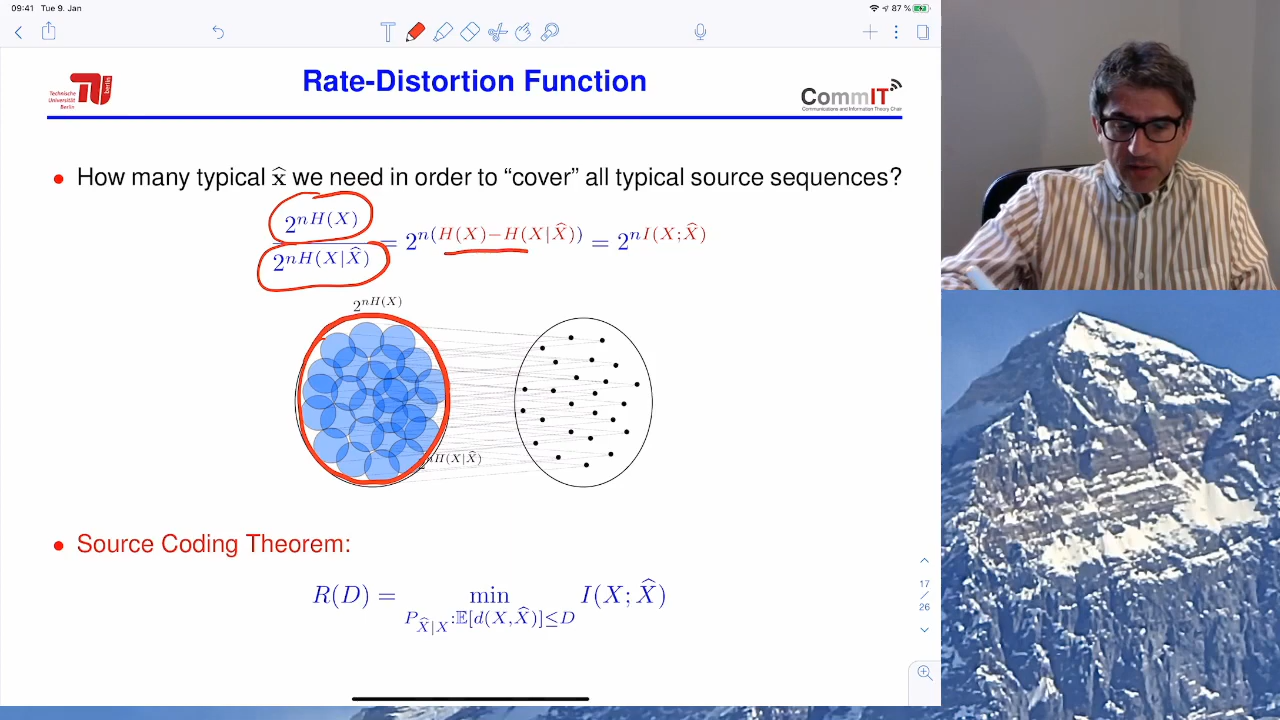 09:41 Tue 9. Jan
87 %
Technische Universität Berlin
berlin
Rate-Distortion Function
CommIT
Communications and Information Theory Chair
• How many typical x̂ we need in order to “cover” all typical source sequences?
2^{nH(X)} / 2^{nH(X|X̂)} = 2^{n(H(X)−H(X|X̂))} = 2^{nI(X;X̂)}
2^{nH(X)}
H(X|X̂)
• Source Coding Theorem:
R(D) = min_{P_{X̂|X}:𝔼[d(X,X̂)]≤D} I(X; X̂)
17
/
26